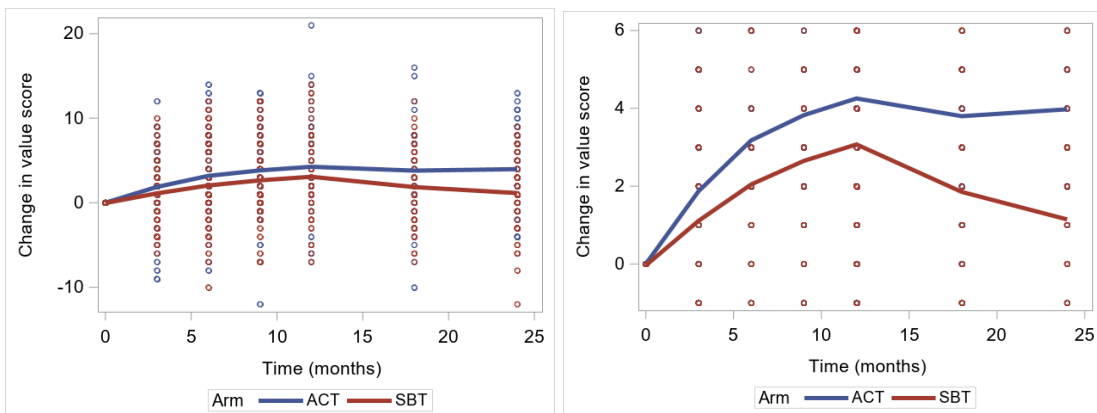 Change in value score
20
10
0
-10
0 5 10 15 20 25
Time (months)
Arm ACT SBT
Change in value score
6
4
2
0
0 5 10 15 20 25
Time (months)
Arm ACT SBT